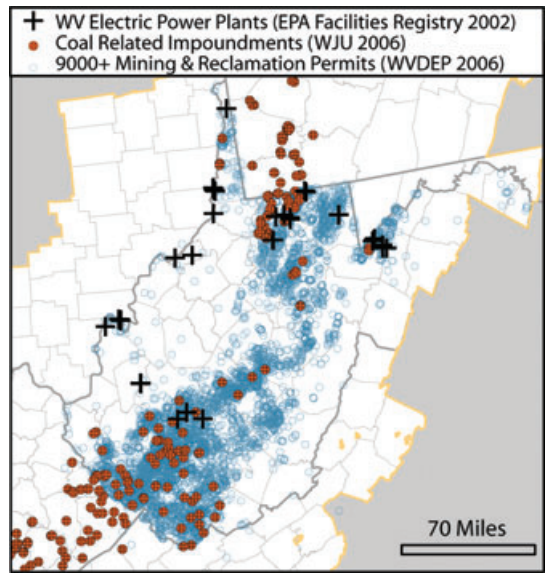 WV Electric Power Plants (EPA Facilities Registry 2002)
Coal Related Impoundments (WJU 2006)
9000+ Mining & Reclamation Permits (WVDEP 2006)
70 Miles